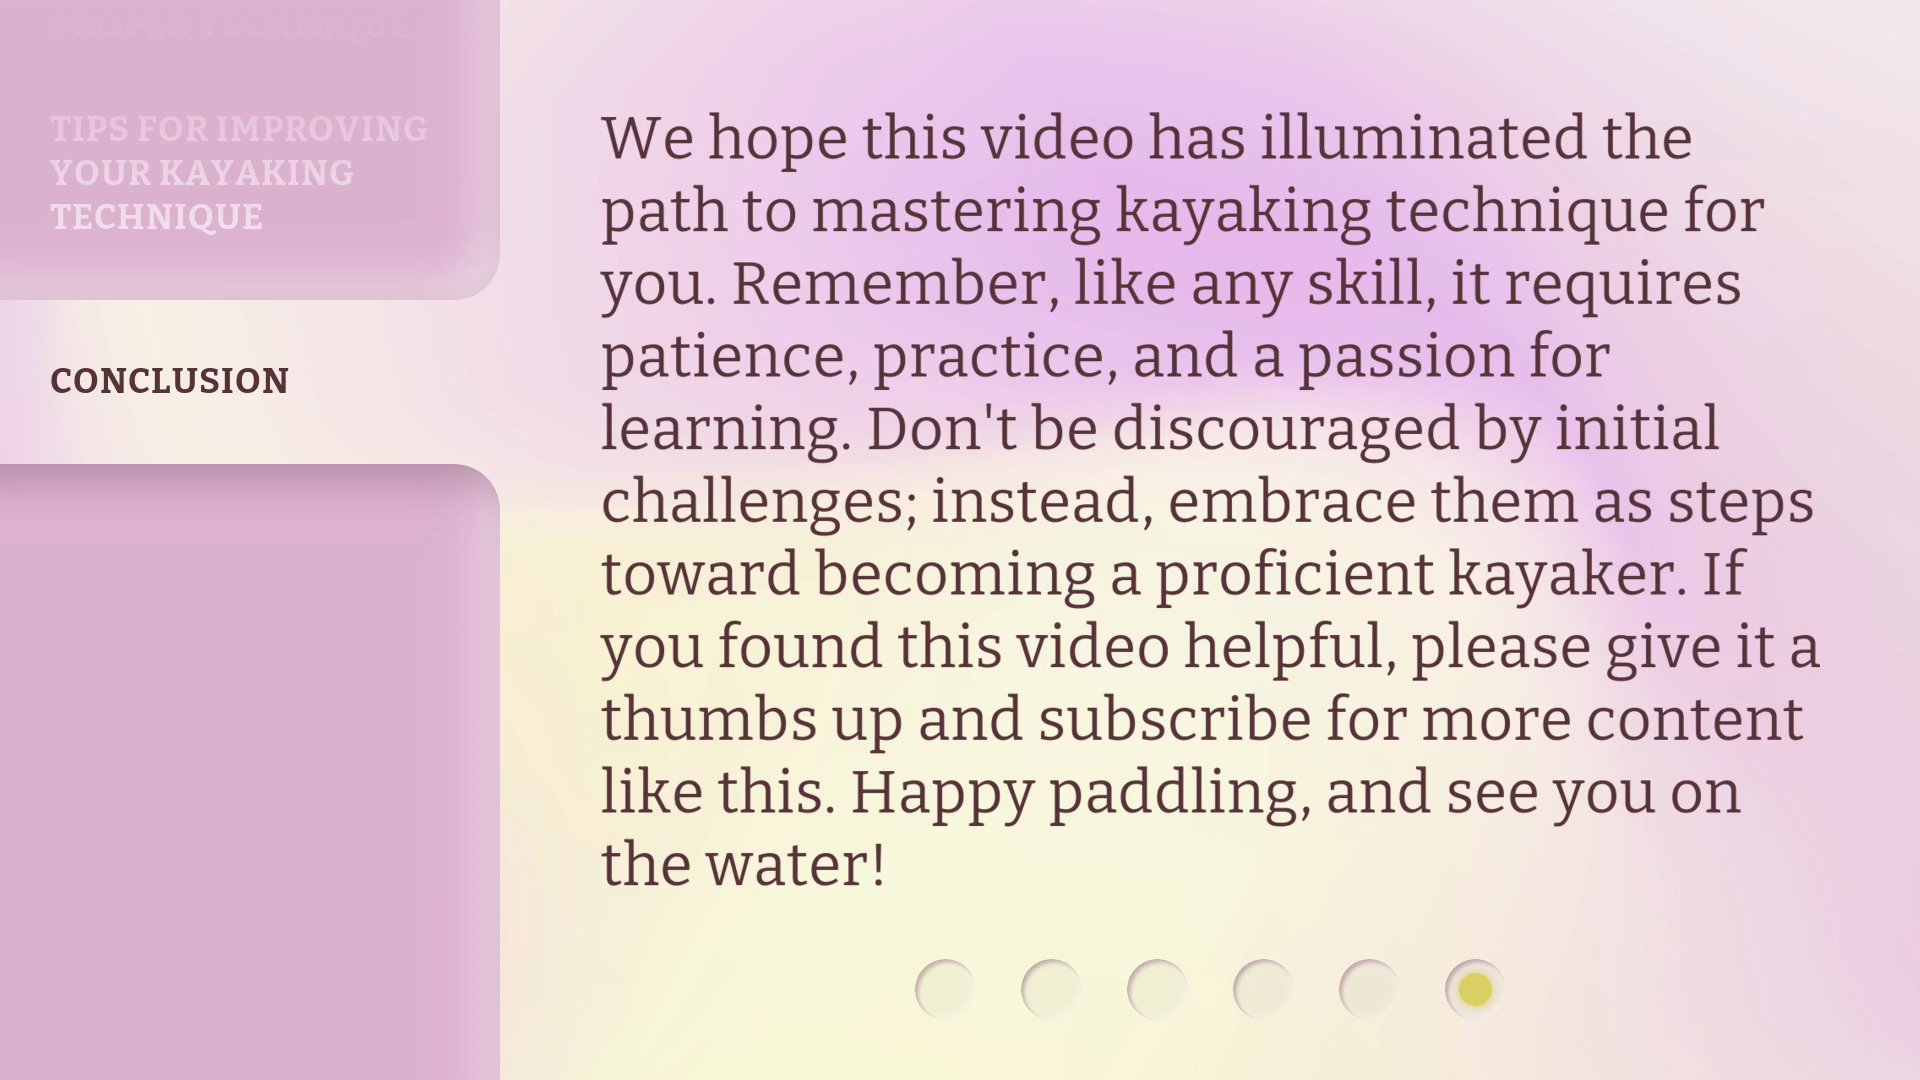 PROPER TECHNIQUE
TIPS FOR IMPROVING
YOUR KAYAKING
TECHNIQUE
CONCLUSION
We hope this video has illuminated the
path to mastering kayaking technique for
you. Remember, like any skill, it requires
patience, practice, and a passion for
learning. Don't be discouraged by initial
challenges; instead, embrace them as steps
toward becoming a proficient kayaker. If
you found this video helpful, please give it a
thumbs up and subscribe for more content
like this. Happy paddling, and see you on
the water!